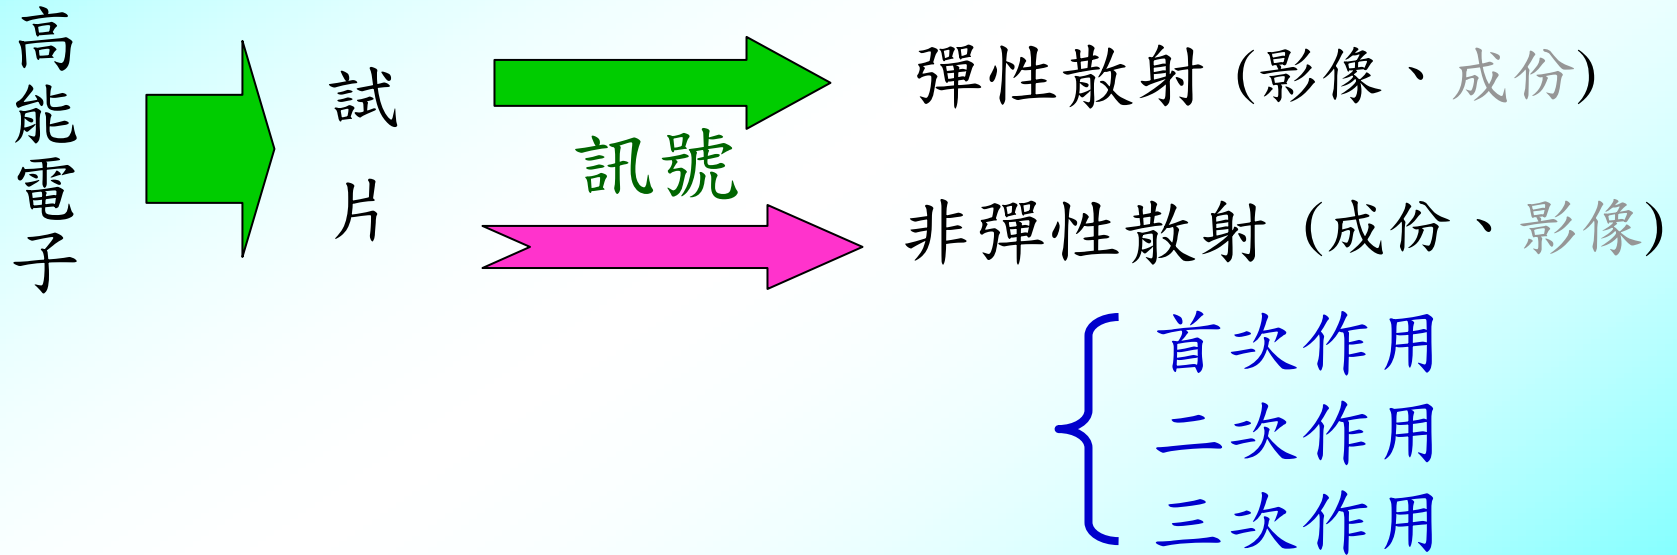 高能電子
試片
訊號
彈性散射 (影像、成份)
非彈性散射 (成份、影像)
首次作用
二次作用
三次作用